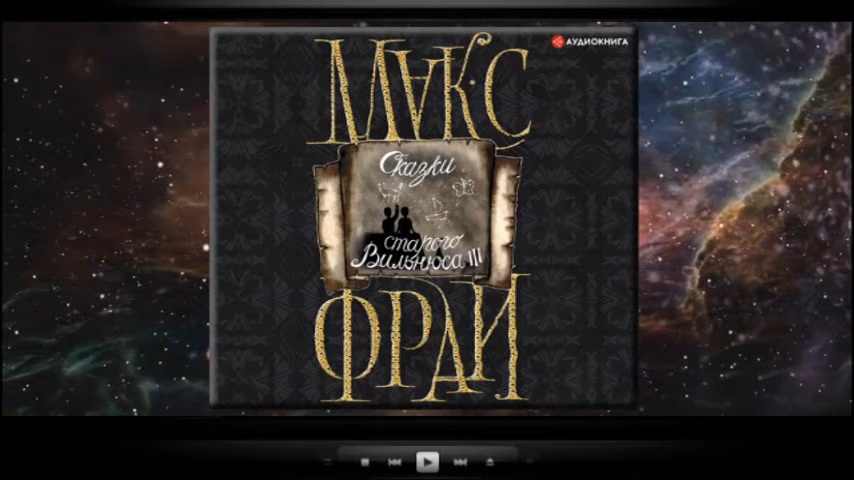 АУДИОКНИГА
МАКС
Сказки
старого
Вильнюса III
ФРАЙ